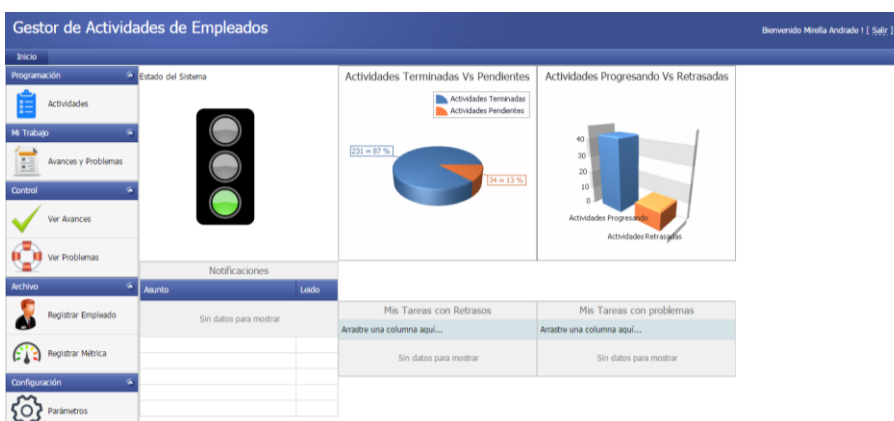 Gestor de Actividades de Empleados
Bienvenido Mirella Andrade ! [ Salir ]
Inicio
Programación
Actividades
Mi Trabajo
Avances y Problemas
Control
Ver Avances
Ver Problemas
Archivo
Registrar Empleado
Registrar Métrica
Configuración
Parámetros
Estado del Sistema
Notificaciones
Asunto Leido
Sin datos para mostrar
Actividades Terminadas Vs Pendientes
Actividades Terminadas
Actividades Pendientes
231 = 87 %
34 = 13 %
Actividades Progresando Vs Retrasadas
40
30
20
10
0
Actividades Progresando
Actividades Retrasadas
Mis Tareas con Retrasos
Arrastre una columna aquí...
Sin datos para mostrar
Mis Tareas con problemas
Arrastre una columna aquí...
Sin datos para mostrar